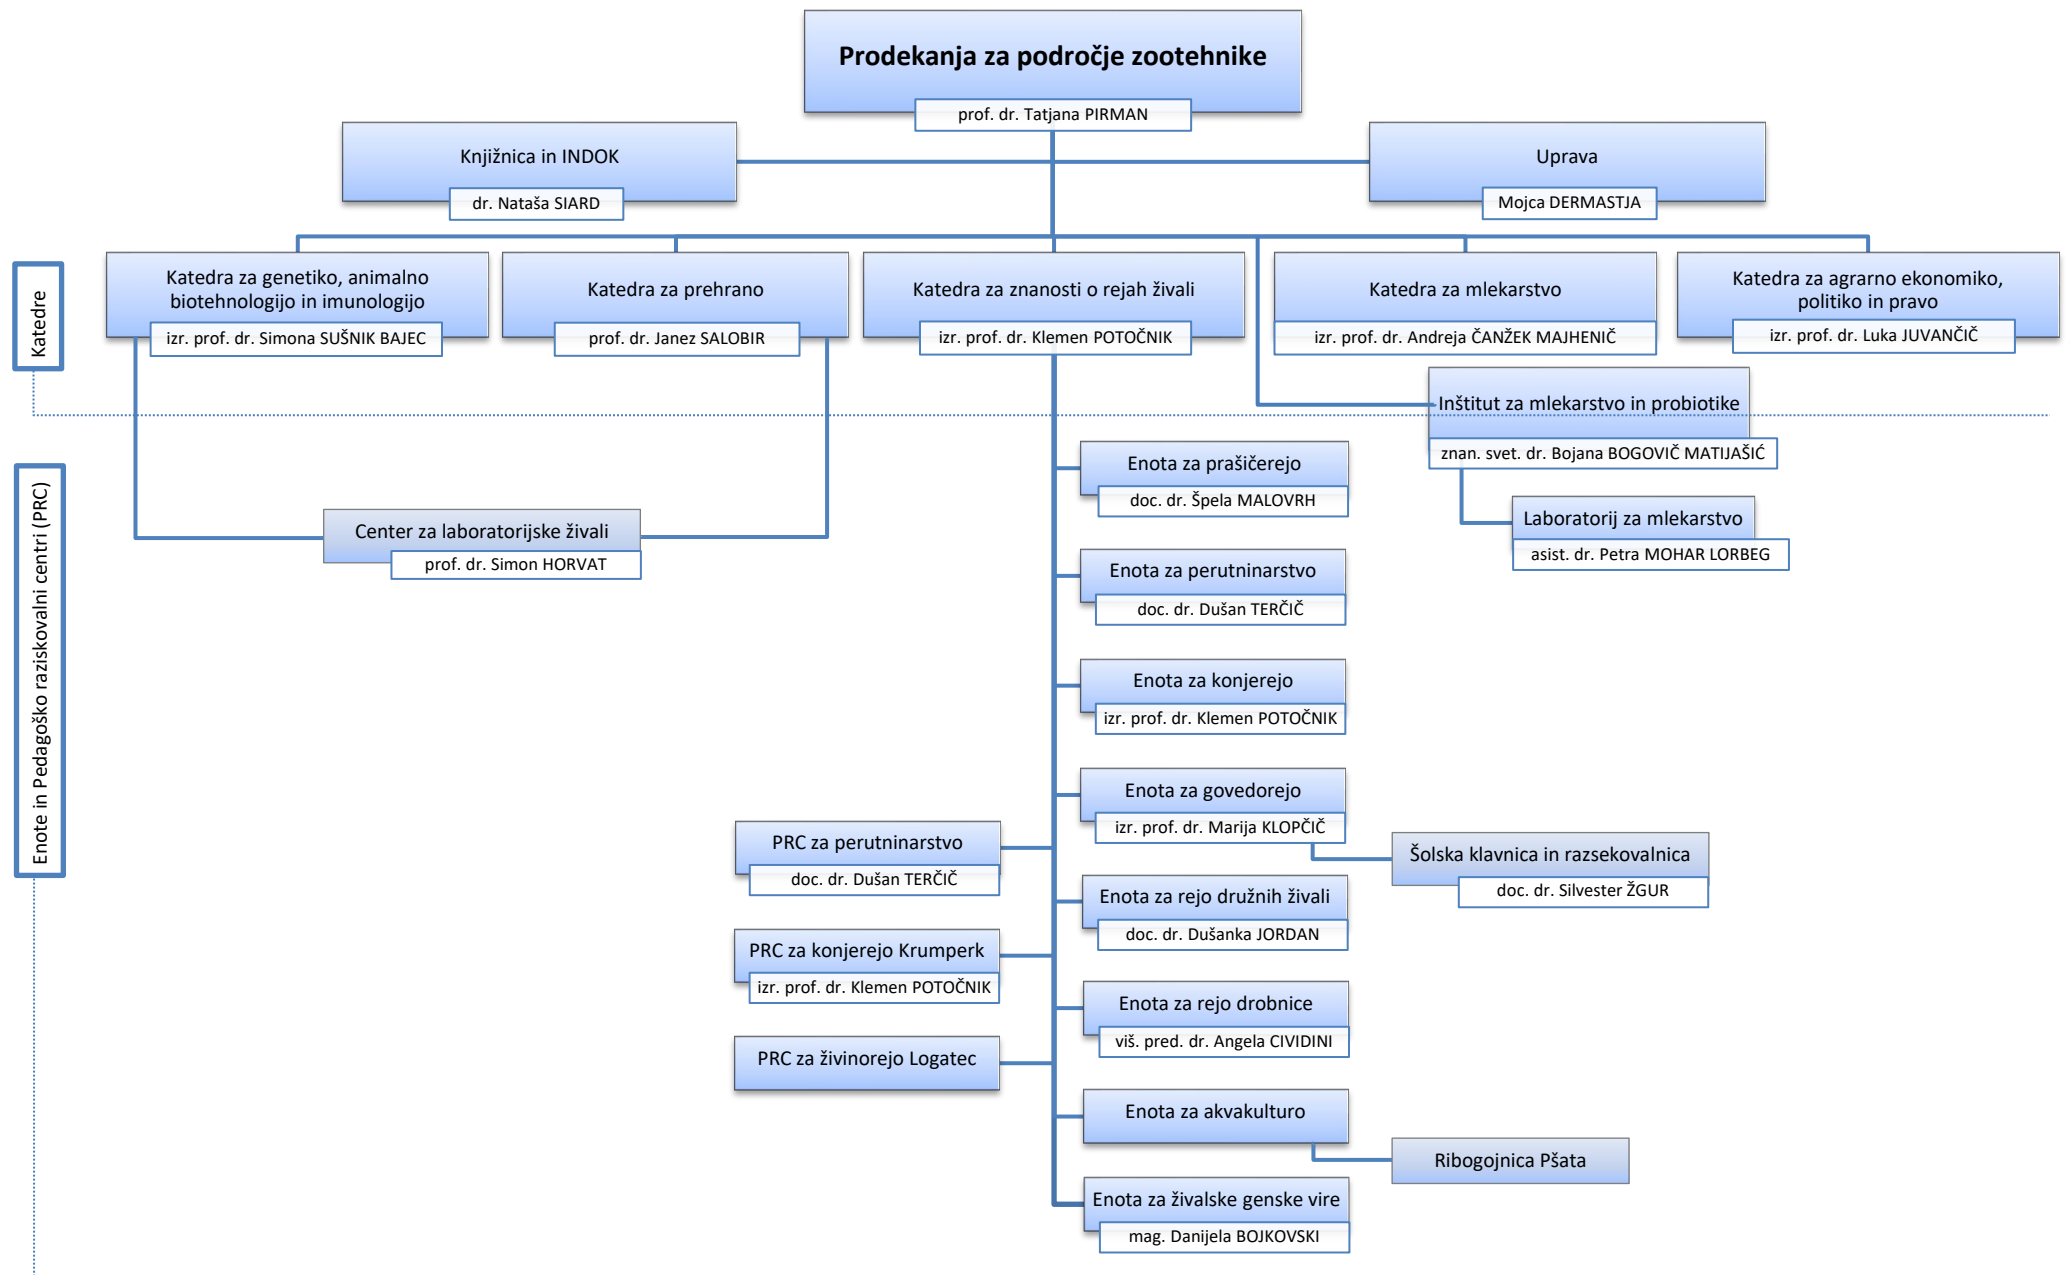 Prodekanja za področje zootehnike
prof. dr. Tatjana PIRMAN
Knjižnica in INDOK
dr. Nataša SIARD
Uprava
Mojca DERMASTJA
Katedre
Katedra za genetiko, animalno
biotehnologijo in imunologijo
izr. prof. dr. Simona SUŠNIK BAJEC
Katedra za prehrano
prof. dr. Janez SALOBIR
Katedra za znanosti o rejah živali
izr. prof. dr. Klemen POTOČNIK
Katedra za mlekarstvo
izr. prof. dr. Andreja ČANŽEK MAJHENIČ
Katedra za agrarno ekonomiko,
politiko in pravo
izr. prof. dr. Luka JUVANČIČ
Inštitut za mlekarstvo in probiotike
znan. svet. dr. Bojana BOGOVIČ MATIJAŠIĆ
Laboratorij za mlekarstvo
asist. dr. Petra MOHAR LORBEG
Enote in Pedagoško raziskovalni centri (PRC)
Center za laboratorijske živali
prof. dr. Simon HORVAT
Enota za prašičerejo
doc. dr. Špela MALOVRH
Enota za perutninarstvo
doc. dr. Dušan TERČIČ
Enota za konjerejo
izr. prof. dr. Klemen POTOČNIK
Enota za govedorejo
izr. prof. dr. Marija KLOPČIČ
Šolska klavnica in razsekovalnica
doc. dr. Silvester ŽGUR
PRC za perutninarstvo
doc. dr. Dušan TERČIČ
Enota za rejo družnih živali
doc. dr. Dušanka JORDAN
PRC za konjerejo Krumperk
izr. prof. dr. Klemen POTOČNIK
Enota za rejo drobnice
viš. pred. dr. Angela CIVIDINI
PRC za živinorejo Logatec
Enota za akvakulturo
Ribogojnica Pšata
Enota za živalske genske vire
mag. Danijela BOJKOVSKI